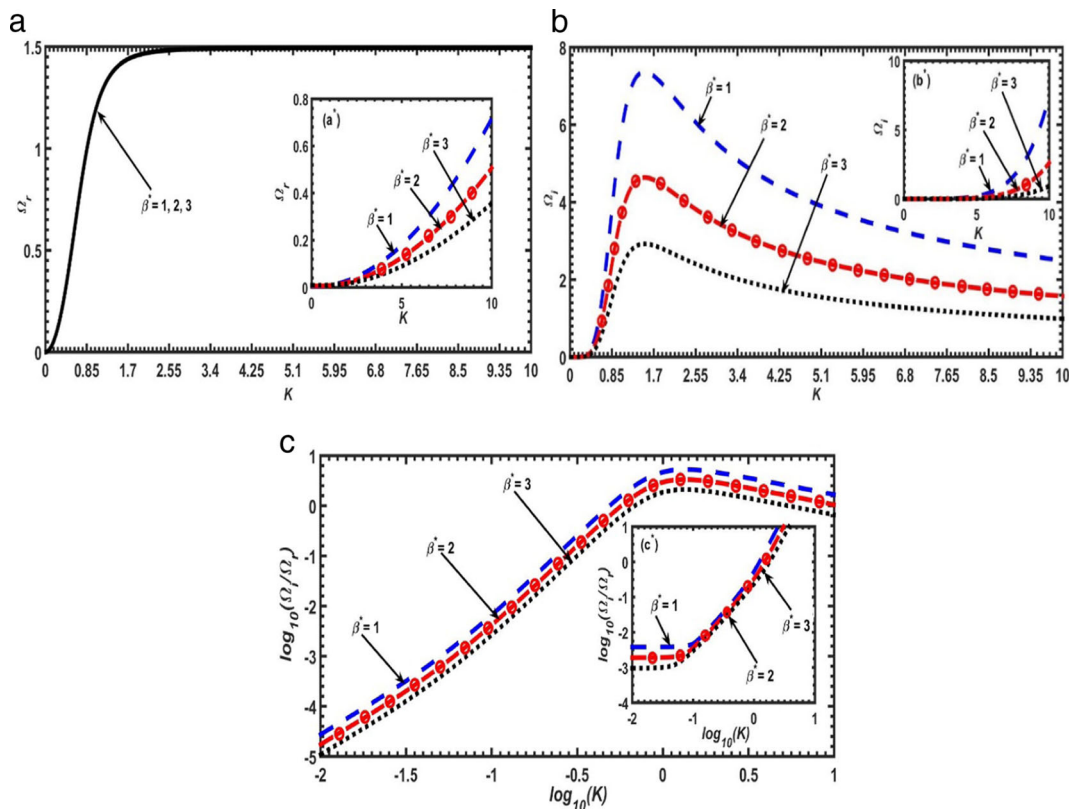 a
1.5
1
0.5
0
Ω_r
β* = 1, 2, 3
0 0.85 1.7 2.55 3.4 4.25 5.1 5.95 6.8 7.65 8.5 9.35 10
K
(a*)
0.8
0.6
0.4
0.2
0
Ω_r
β* = 3
β* = 2
β* = 1
0 5 10
K
b
8
6
4
2
0
Ω_i
β* = 1
β* = 2
β* = 3
0 0.85 1.7 2.55 3.4 4.25 5.1 5.95 6.8 7.65 8.5 9.35 10
K
(b*)
10
5
0
Ω_i
β* = 3
β* = 2
β* = 1
0 5 10
K
c
1
0
-1
-2
-3
-4
-5
log10(Ω_i/Ω_r)
β* = 3
β* = 2
β* = 1
-2 -1.5 -1 -0.5 0 0.5 1
log10(K)
(c*)
1
0
-1
-2
-3
-4
log10(Ω_i/Ω_r)
β* = 1
β* = 3
β* = 2
-2 -1 0 1
log10(K)